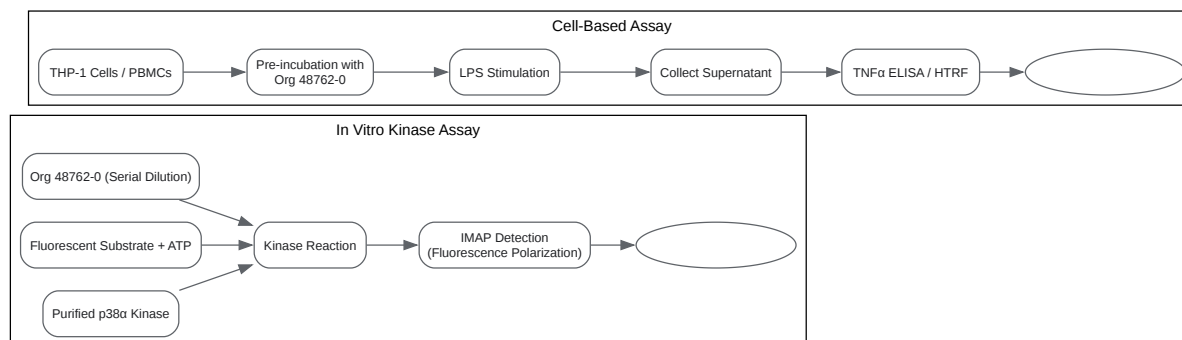 Cell-Based Assay
THP-1 Cells / PBMCs
Pre-incubation with
Org 48762-0
LPS Stimulation
Collect Supernatant
TNFα ELISA / HTRF
In Vitro Kinase Assay
Org 48762-0 (Serial Dilution)
Fluorescent Substrate + ATP
Kinase Reaction
IMAP Detection
(Fluorescence Polarization)
Purified p38α Kinase